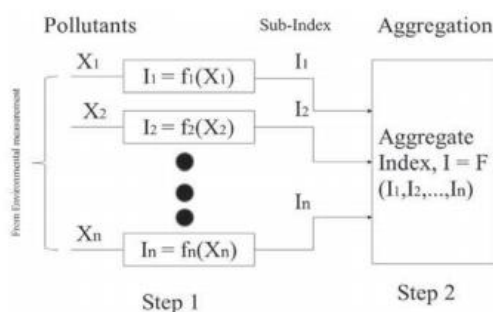 Pollutants Sub-Index Aggregation
From Environmental measurement
X1 I1 = f1(X1) I1
X2 I2 = f2(X2) I2
Aggregate
Index, I = F
(I1,I2,...,In)
In
Xn In = fn(Xn)
Step 1 Step 2